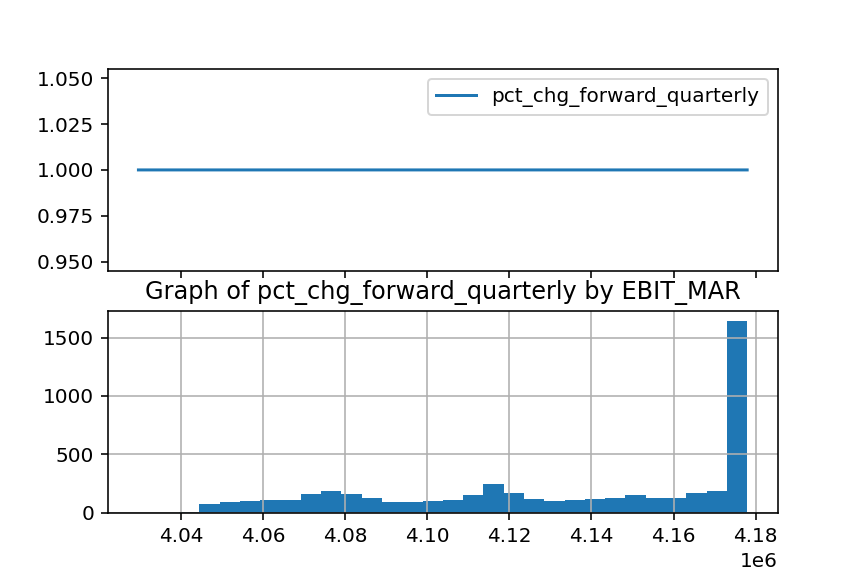 1.050
pct_chg_forward_quarterly
1.025
1.000
0.975
0.950
Graph of pct_chg_forward_quarterly by EBIT_MAR
1500
1000
500
0
4.04 4.06 4.08 4.10 4.12 4.14 4.16 4.18
1e6